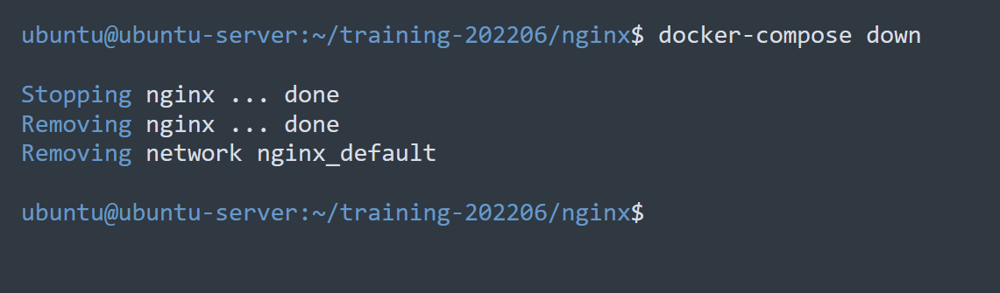 ubuntu@ubuntu-server:~/training-202206/nginx$ docker-compose down
Stopping nginx ... done
Removing nginx ... done
Removing network nginx_default
ubuntu@ubuntu-server:~/training-202206/nginx$